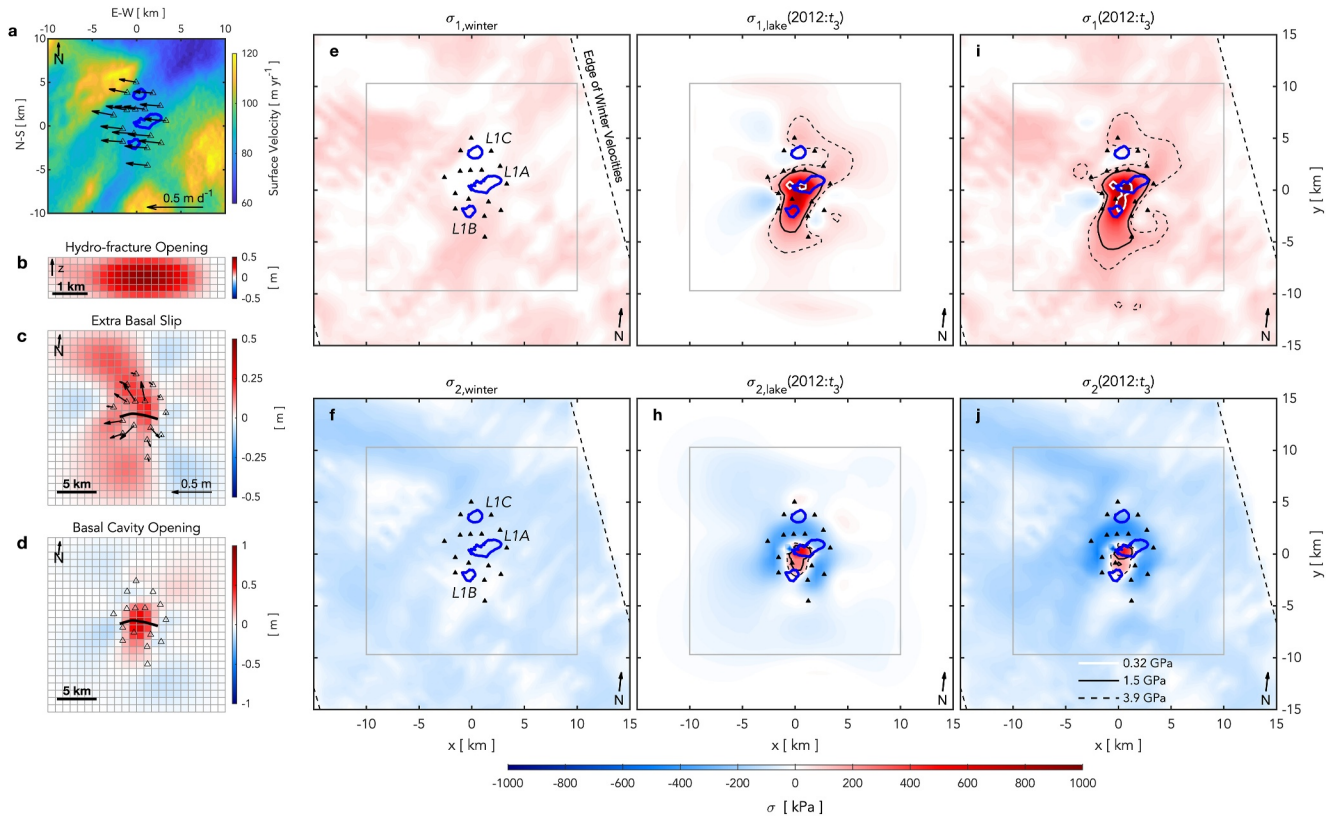 E-W [ km ]
-10 -5 0 5 10
a
N
10
5
0
-5
-10
N-S [ km ]
0.5 m d⁻¹
120
100
80
60
Surface Velocity [ m yr⁻¹ ]
Hydro-fracture Opening
b
z
1 km
0.5
0
-0.5
[ m ]
Extra Basal Slip
c
N
5 km
0.5 m
0.5
0.25
0
-0.25
-0.5
[ m ]
Basal Cavity Opening
d
N
5 km
1
0.5
0
-0.5
-1
[ m ]
σ1,winter
e
Edge of Winter Velocities
L1C
L1A
L1B
N
σ1,lake(2012:t3)
N
σ1(2012:t3)
i
N
15
10
5
0
-5
-10
-15
y [ km ]
σ2,winter
f
L1C
L1A
L1B
N
-10 -5 0 5 10 15
x [ km ]
σ2,lake(2012:t3)
h
N
-10 -5 0 5 10
x [ km ]
σ2(2012:t3)
j
0.32 GPa
1.5 GPa
3.9 GPa
N
15
10
5
0
-5
-10
-15
y [ km ]
-10 -5 0 5 10 15
x [ km ]
-1000 -800 -600 -400 -200 0 200 400 600 800 1000
σ [ kPa ]